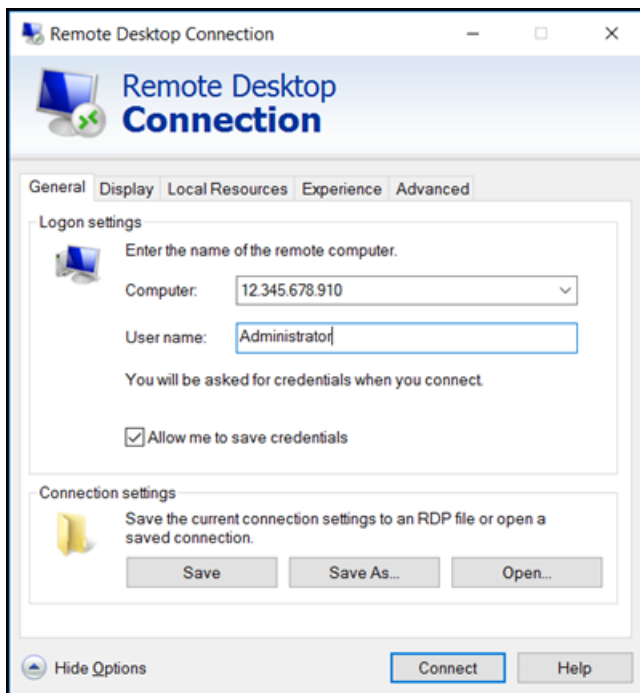 Remote Desktop Connection
Remote Desktop
Connection
General Display Local Resources Experience Advanced
Logon settings
Enter the name of the remote computer.
Computer: 12.345.678.910
User name: Administrator
You will be asked for credentials when you connect.
Allow me to save credentials
Connection settings
Save the current connection settings to an RDP file or open a
saved connection.
Save Save As... Open...
Hide Options Connect Help